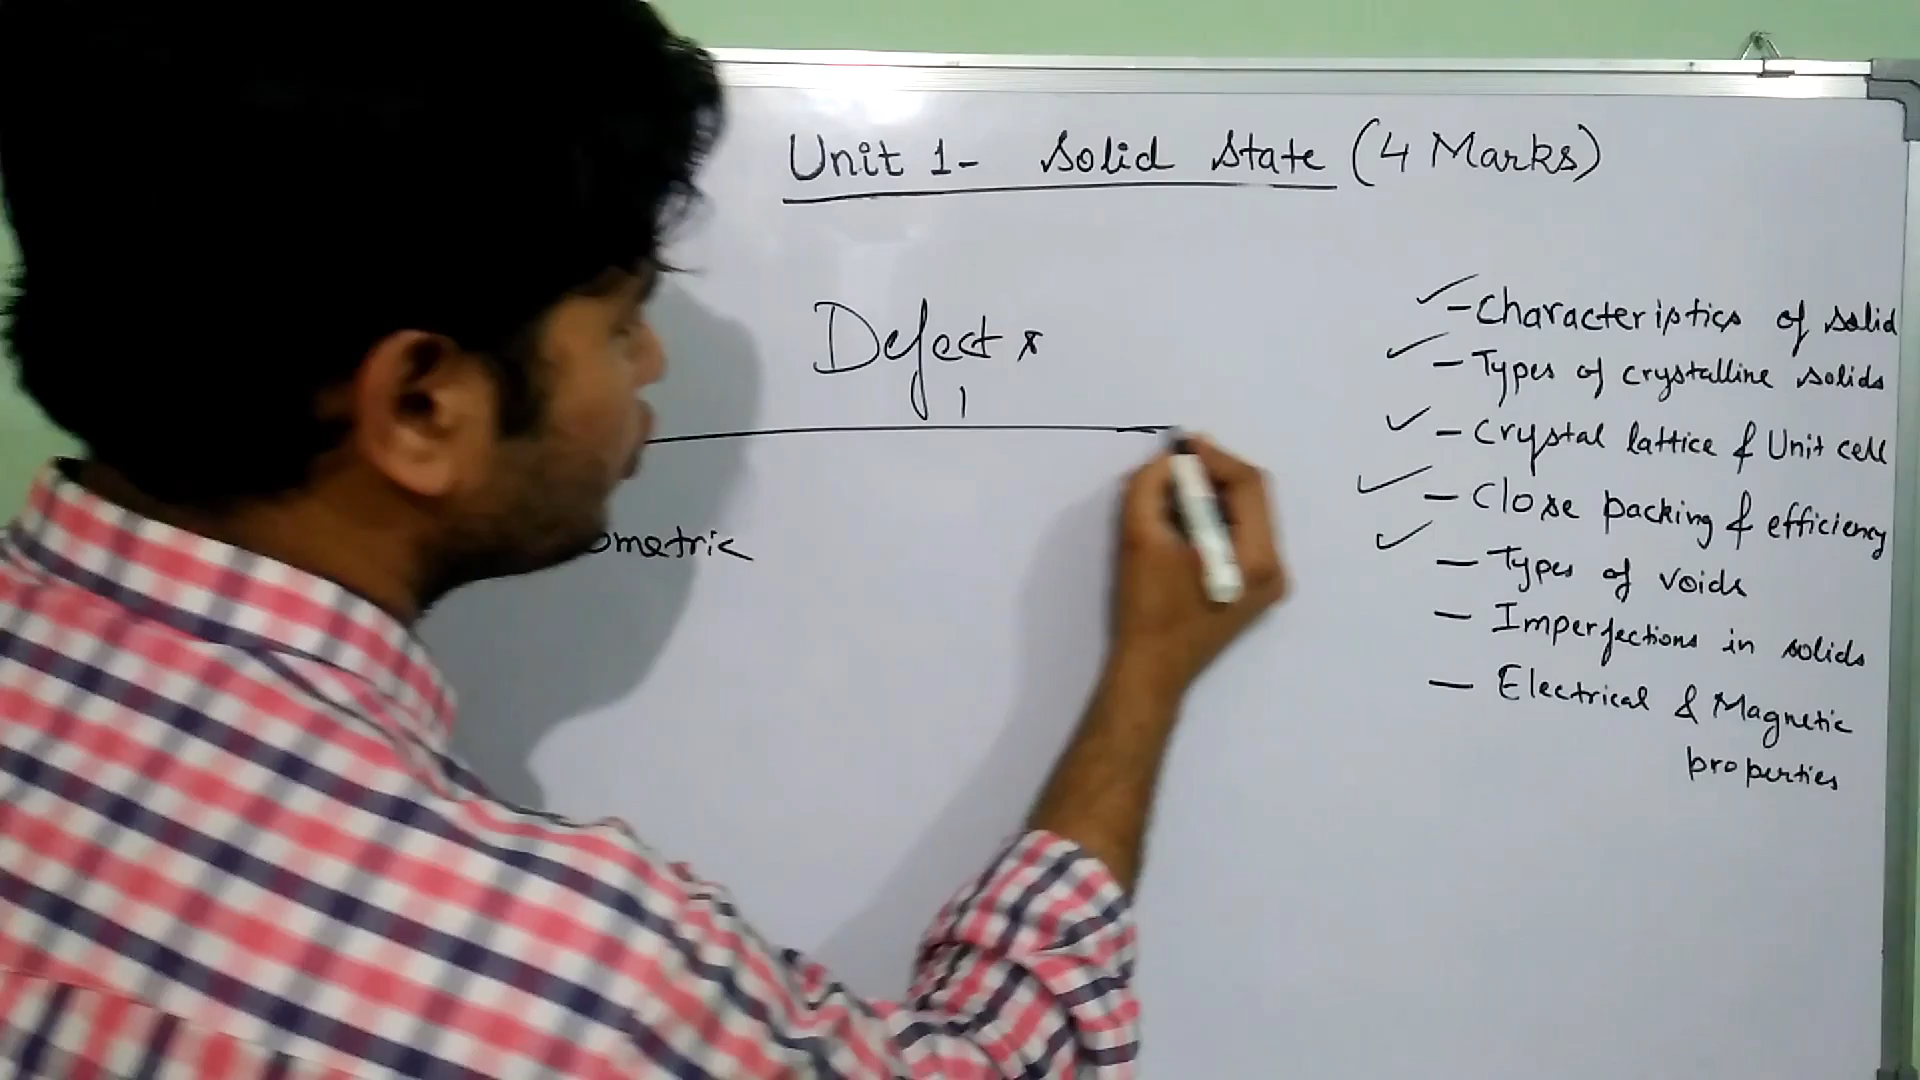 Unit 1- Solid State (4 Marks)
Defects
ometric
- Characteristics of solid
- Types of crystalline solids
- Crystal lattice & Unit cell
- Close packing & efficiency
- Types of voids
- Imperfections in solids
- Electrical & Magnetic
properties